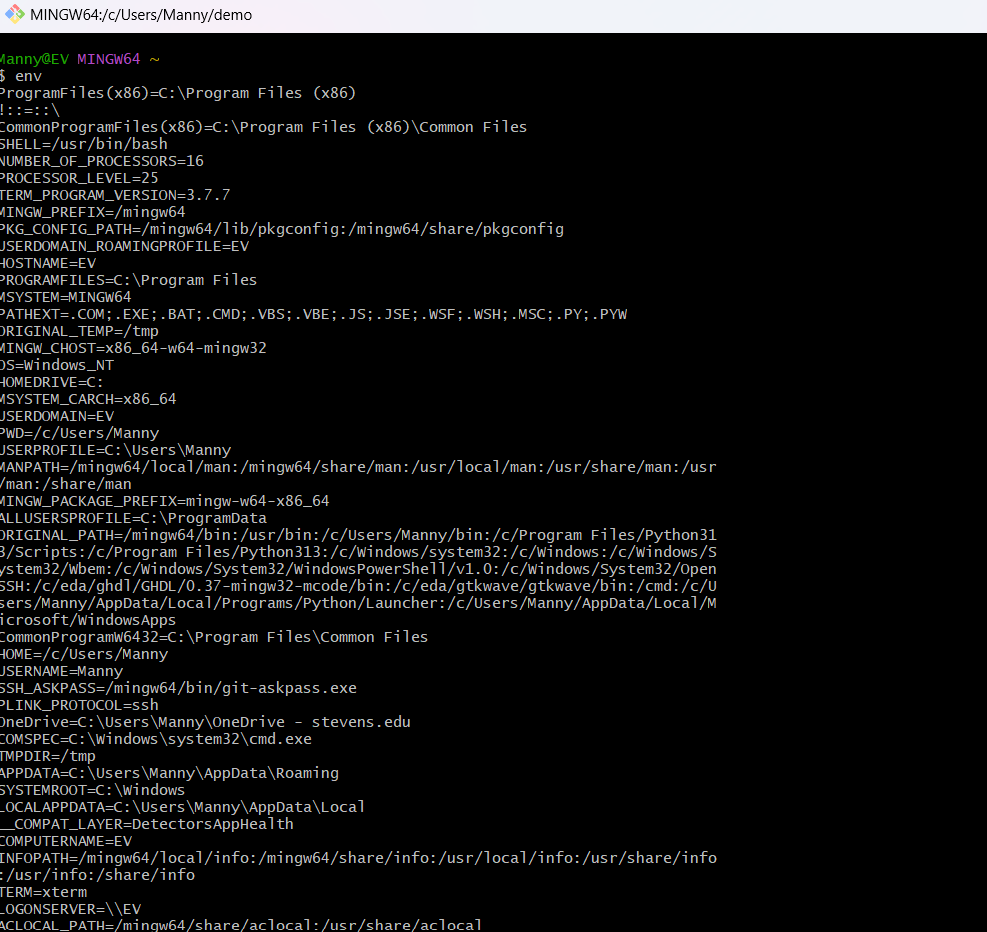 MINGW64:/c/Users/Manny/demo
Manny@EV MINGW64 ~
$ env
ProgramFiles(x86)=C:\Program Files (x86)
!::=::\
CommonProgramFiles(x86)=C:\Program Files (x86)\Common Files
SHELL=/usr/bin/bash
NUMBER_OF_PROCESSORS=16
PROCESSOR_LEVEL=25
TERM_PROGRAM_VERSION=3.7.7
MINGW_PREFIX=/mingw64
PKG_CONFIG_PATH=/mingw64/lib/pkgconfig:/mingw64/share/pkgconfig
USERDOMAIN_ROAMINGPROFILE=EV
HOSTNAME=EV
PROGRAMFILES=C:\Program Files
MSYSTEM=MINGW64
PATHEXT=.COM;.EXE;.BAT;.CMD;.VBS;.VBE;.JS;.JSE;.WSF;.WSH;.MSC;.PY;.PYW
ORIGINAL_TEMP=/tmp
MINGW_CHOST=x86_64-w64-mingw32
OS=Windows_NT
HOMEDRIVE=C:
MSYSTEM_CARCH=x86_64
USERDOMAIN=EV
PWD=/c/Users/Manny
USERPROFILE=C:\Users\Manny
MANPATH=/mingw64/local/man:/mingw64/share/man:/usr/local/man:/usr/share/man:/usr
/man:/share/man
MINGW_PACKAGE_PREFIX=mingw-w64-x86_64
ALLUSERSPROFILE=C:\ProgramData
ORIGINAL_PATH=/mingw64/bin:/usr/bin:/c/Users/Manny/bin:/c/Program Files/Python31
3/Scripts:/c/Program Files/Python313:/c/Windows/system32:/c/Windows:/c/Windows/S
ystem32/Wbem:/c/Windows/System32/WindowsPowerShell/v1.0:/c/Windows/System32/Open
SSH:/c/eda/ghdl/GHDL/0.37-mingw32-mcode/bin:/c/eda/gtkwave/gtkwave/bin:/cmd:/c/U
sers/Manny/AppData/Local/Programs/Python/Launcher:/c/Users/Manny/AppData/Local/M
icrosoft/WindowsApps
CommonProgramW6432=C:\Program Files\Common Files
HOME=/c/Users/Manny
USERNAME=Manny
SSH_ASKPASS=/mingw64/bin/git-askpass.exe
PLINK_PROTOCOL=ssh
OneDrive=C:\Users\Manny\OneDrive - stevens.edu
COMSPEC=C:\Windows\system32\cmd.exe
TMPDIR=/tmp
APPDATA=C:\Users\Manny\AppData\Roaming
SYSTEMROOT=C:\Windows
LOCALAPPDATA=C:\Users\Manny\AppData\Local
__COMPAT_LAYER=DetectorsAppHealth
COMPUTERNAME=EV
INFOPATH=/mingw64/local/info:/mingw64/share/info:/usr/local/info:/usr/share/info
:/usr/info:/share/info
TERM=xterm
LOGONSERVER=\\EV
ACLOCAL_PATH=/mingw64/share/aclocal:/usr/share/aclocal